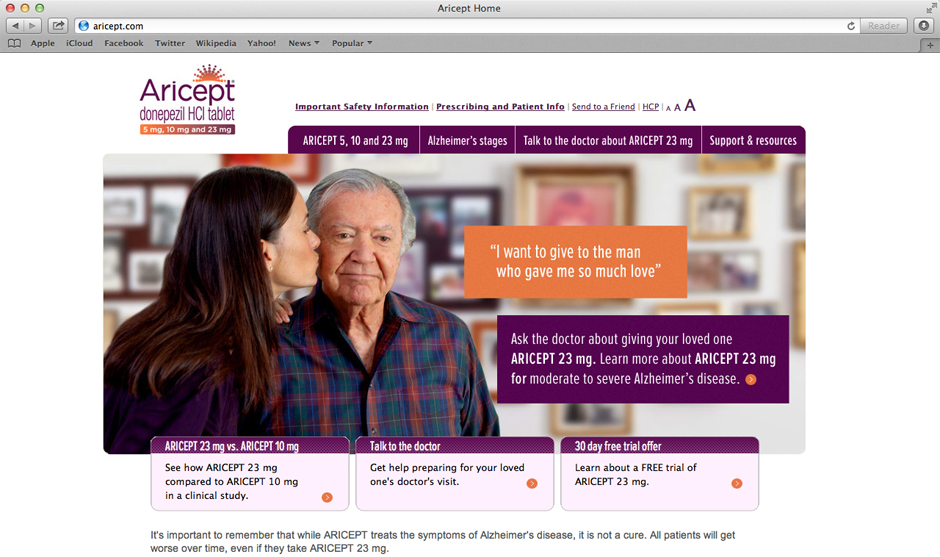 Aricept Home
aricept.com
Reader
Apple iCloud Facebook Twitter Wikipedia Yahoo! News Popular
Aricept
donepezil HCl tablet
5 mg, 10 mg and 23 mg
Important Safety Information | Prescribing and Patient Info | Send to a Friend | HCP | A A A
ARICEPT 5, 10 and 23 mg
Alzheimer's stages
Talk to the doctor about ARICEPT 23 mg
Support & resources
“I want to give to the man
who gave me so much love”
Ask the doctor about giving your loved one
ARICEPT 23 mg. Learn more about ARICEPT 23 mg
for moderate to severe Alzheimer's disease.
ARICEPT 23 mg vs. ARICEPT 10 mg
See how ARICEPT 23 mg
compared to ARICEPT 10 mg
in a clinical study.
Talk to the doctor
Get help preparing for your loved
one's doctor's visit.
30 day free trial offer
Learn about a FREE trial of
ARICEPT 23 mg.
It's important to remember that while ARICEPT treats the symptoms of Alzheimer's disease, it is not a cure. All patients will get
worse over time, even if they take ARICEPT 23 mg.